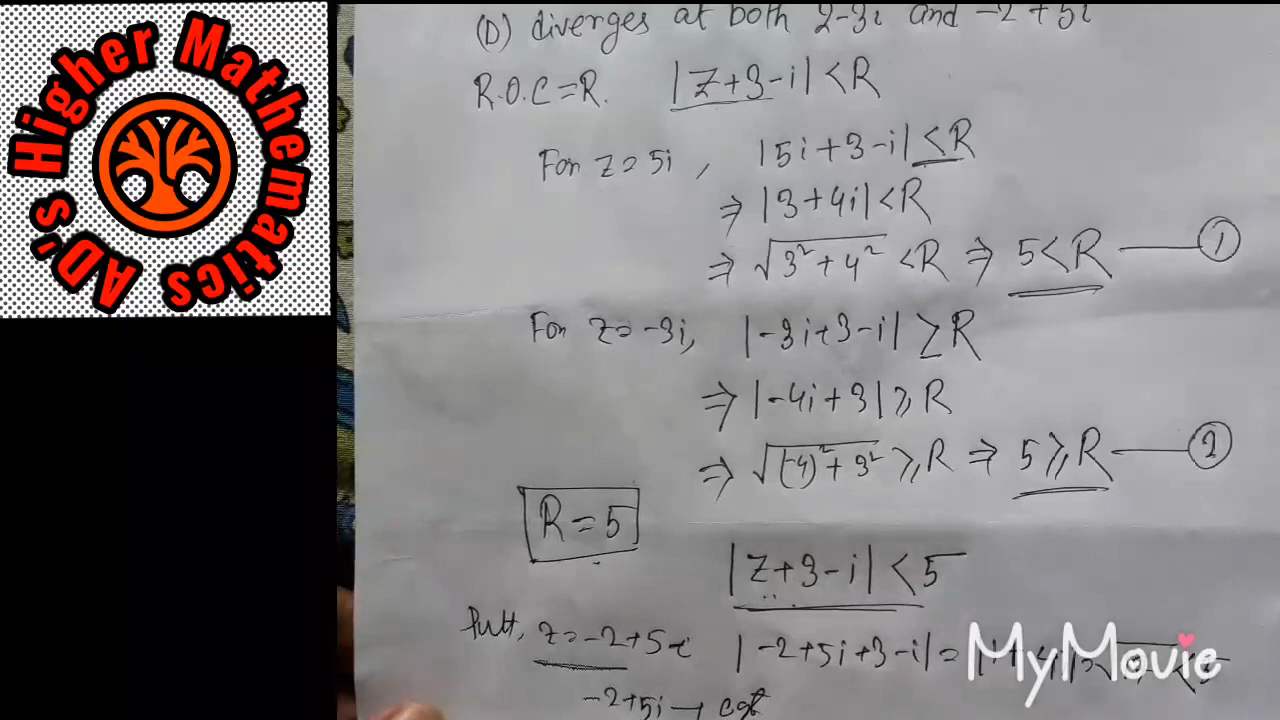 AD's Higher Mathematics
(D) diverges at both 2-3i and -2+5i
R.O.C=R. |z+3-i|<R
For z=5i, |5i+3-i|<R
⇒ |3+4i|<R
⇒ √3²+4² <R ⇒ 5<R — ①
For z=-3i, |-3i+3-i| ≥R
⇒ |-4i+3| ≥ R
⇒ √(-4)²+3² ≥ R ⇒ 5≥R — ②
R=5
|z+3-i| < 5
Putt, z=-2+5i |-2+5i+3-i| =
-2+5i → cgt
MyMovie